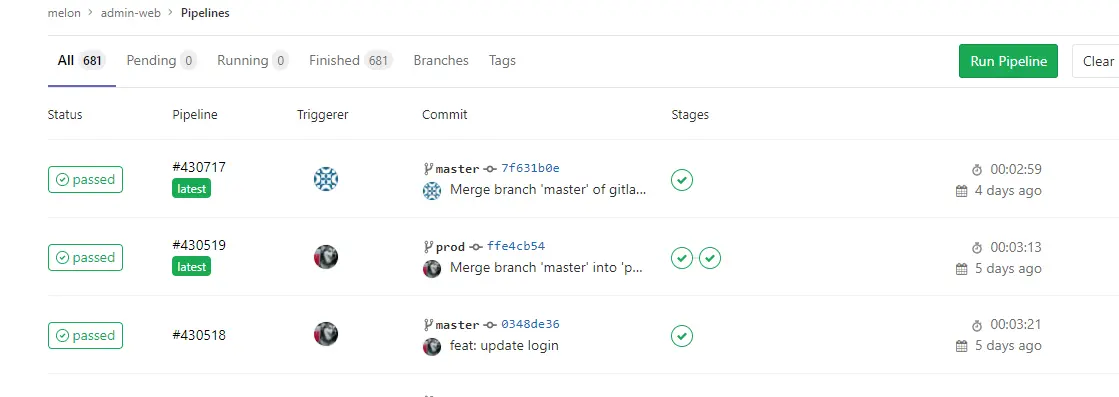 melon > admin-web > Pipelines
All 681 Pending 0 Running 0 Finished 681 Branches Tags Run Pipeline Clear
Status Pipeline Triggerer Commit Stages
passed #430717 latest master 7f631b0e 00:02:59
Merge branch 'master' of gitla... 4 days ago
passed #430519 latest prod ffe4cb54 00:03:13
Merge branch 'master' into 'p... 5 days ago
passed #430518 master 0348de36 00:03:21
feat: update login 5 days ago